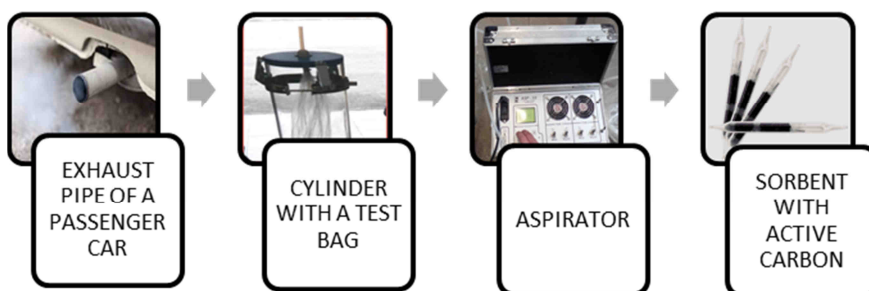 EXHAUST
PIPE OF A
PASSENGER
CAR
CYLINDER
WITH A TEST
BAG
ASPIRATOR
SORBENT
WITH
ACTIVE
CARBON